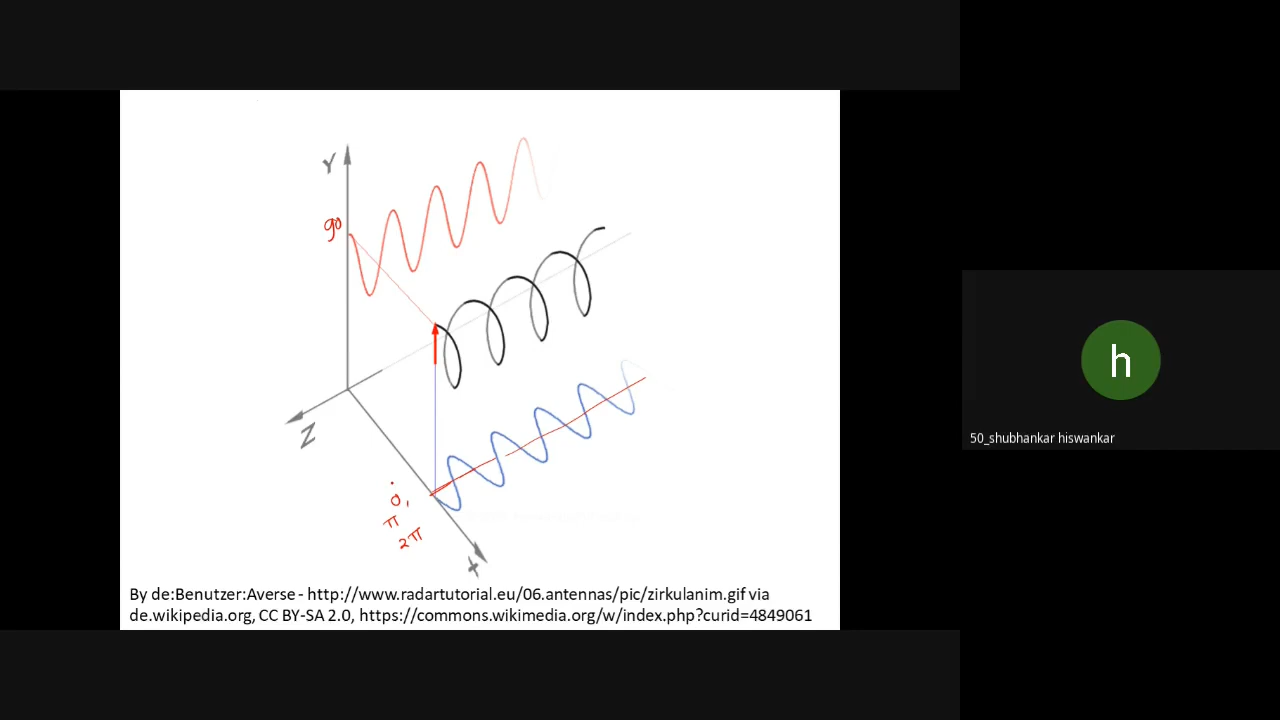 Y
90
Z
0,
π
2π
X
By de:Benutzer:Averse - http://www.radartutorial.eu/06.antennas/pic/zirkulanim.gif via
de.wikipedia.org, CC BY-SA 2.0, https://commons.wikimedia.org/w/index.php?curid=4849061
h
50_shubhankar hiswankar